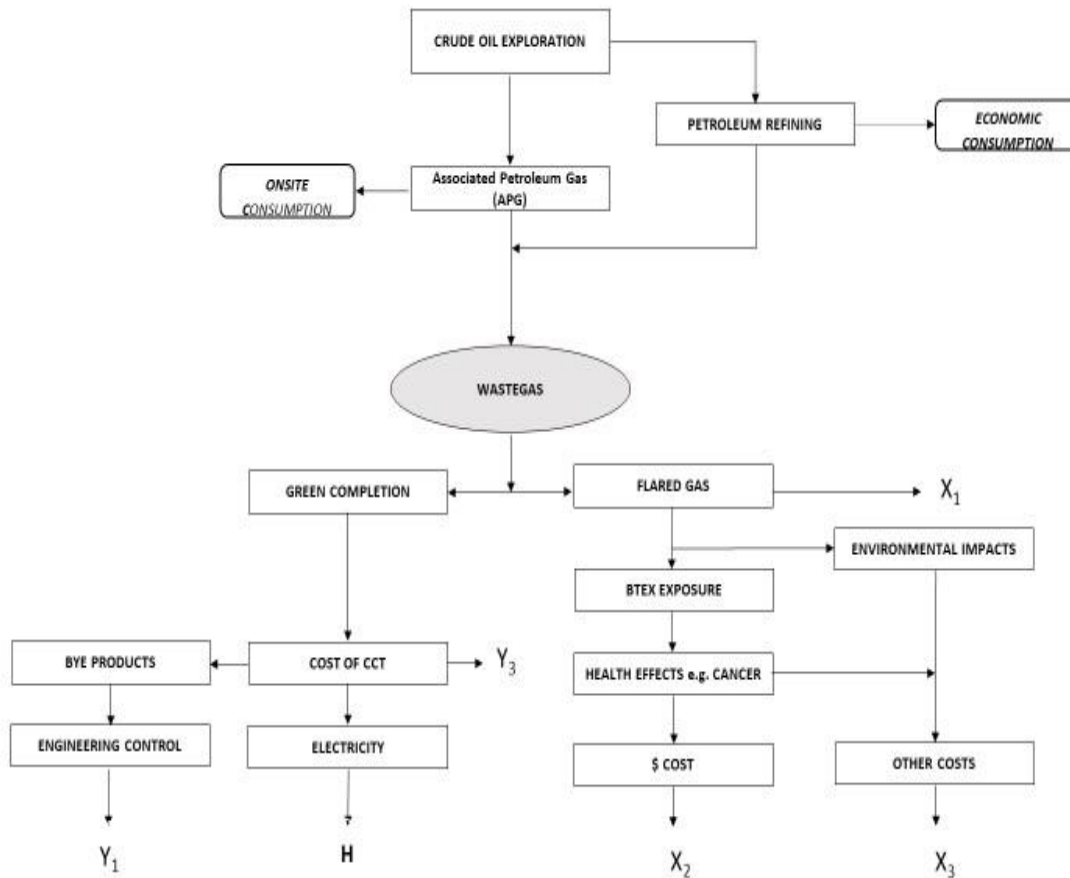 CRUDE OIL EXPLORATION
PETROLEUM REFINING
ECONOMIC
CONSUMPTION
ONSITE
CONSUMPTION
Associated Petroleum Gas
(APG)
WASTEGAS
GREEN COMPLETION
FLARED GAS
X₁
ENVIRONMENTAL IMPACTS
BTEX EXPOSURE
BYE PRODUCTS
COST OF CCT
Y₃
HEALTH EFFECTS e.g. CANCER
ENGINEERING CONTROL
ELECTRICITY
$ COST
OTHER COSTS
Y₁
H
X₂
X₃